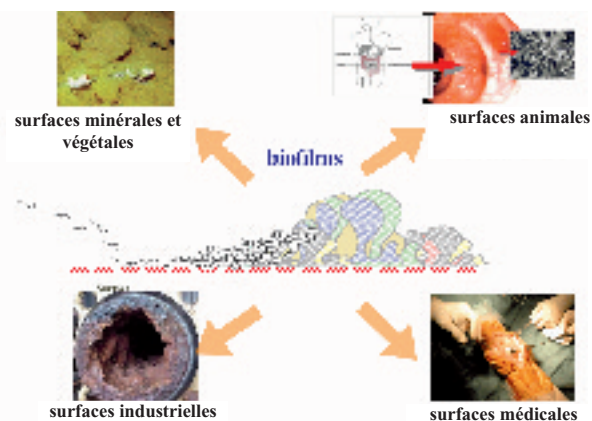 surfaces minérales et
végétales
surfaces animales
biofilms
surfaces industrielles
surfaces médicales